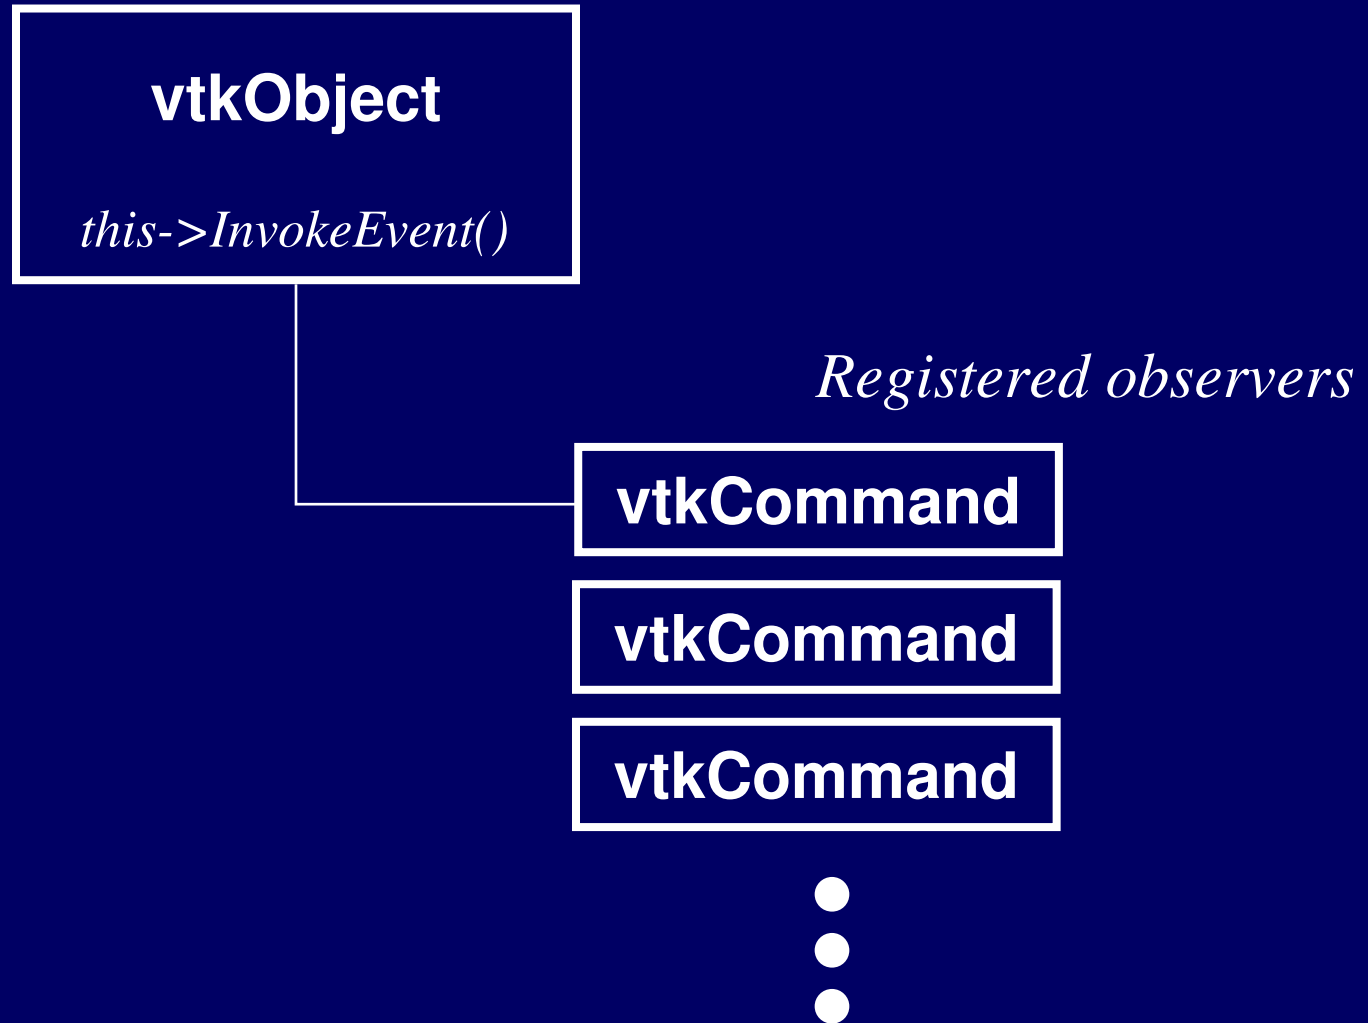 vtkObject
this->InvokeEvent()
Registered observers
vtkCommand
vtkCommand
vtkCommand